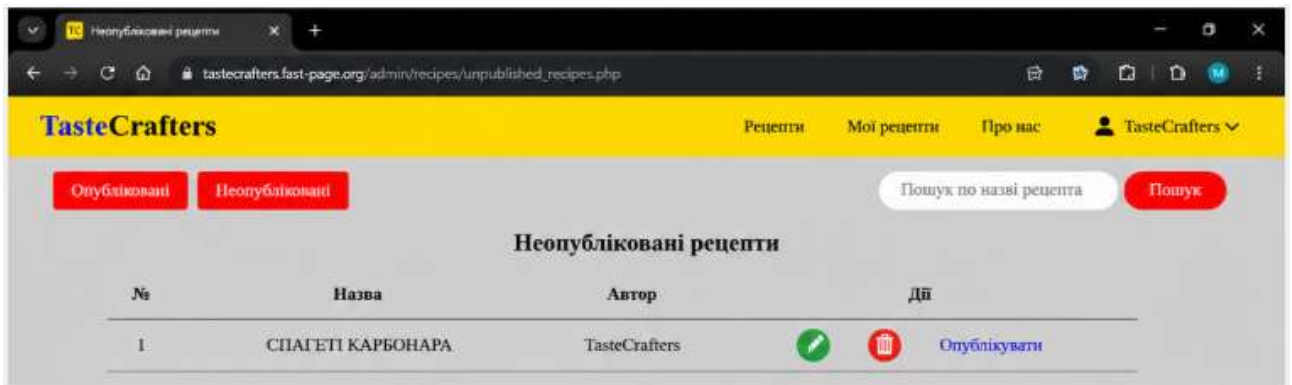 Неопубліковані рецепти
tastecrafters.fast-page.org/admin/recipes/unpublished_recipes.php
M
TasteCrafters Рецепти Мої рецепти Про нас TasteCrafters
Опубліковані Неопубліковані Пошук по назві рецепта Пошук
Неопубліковані рецепти
№ Назва Автор Дії
1 СПАГЕТІ КАРБОНАРА TasteCrafters Опублікувати